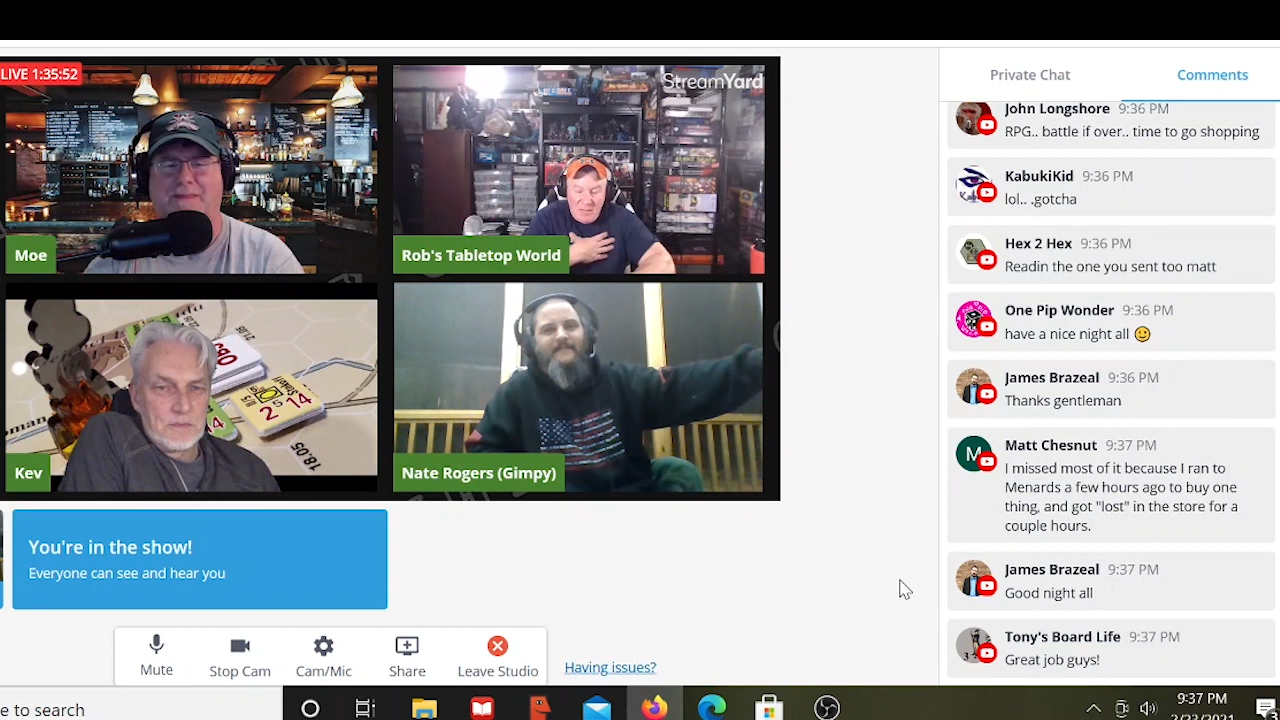 LIVE 1:35:52
StreamYard
Moe
Rob's Tabletop World
Kev
Nate Rogers (Gimpy)
2 14
18.05
You're in the show!
Everyone can see and hear you
Mute
Stop Cam
Cam/Mic
Share
Leave Studio
Having issues?
Private Chat
Comments
John Longshore 9:36 PM
RPG.. battle if over.. time to go shopping
KabukiKid 9:36 PM
lol.. .gotcha
Hex 2 Hex 9:36 PM
Readin the one you sent too matt
One Pip Wonder 9:36 PM
have a nice night all 🙂
James Brazeal 9:36 PM
Thanks gentleman
M
Matt Chesnut 9:37 PM
I missed most of it because I ran to
Menards a few hours ago to buy one
thing, and got "lost" in the store for a
couple hours.
James Brazeal 9:37 PM
Good night all
Tony's Board Life 9:37 PM
Great job guys!
e to search
9:37 PM